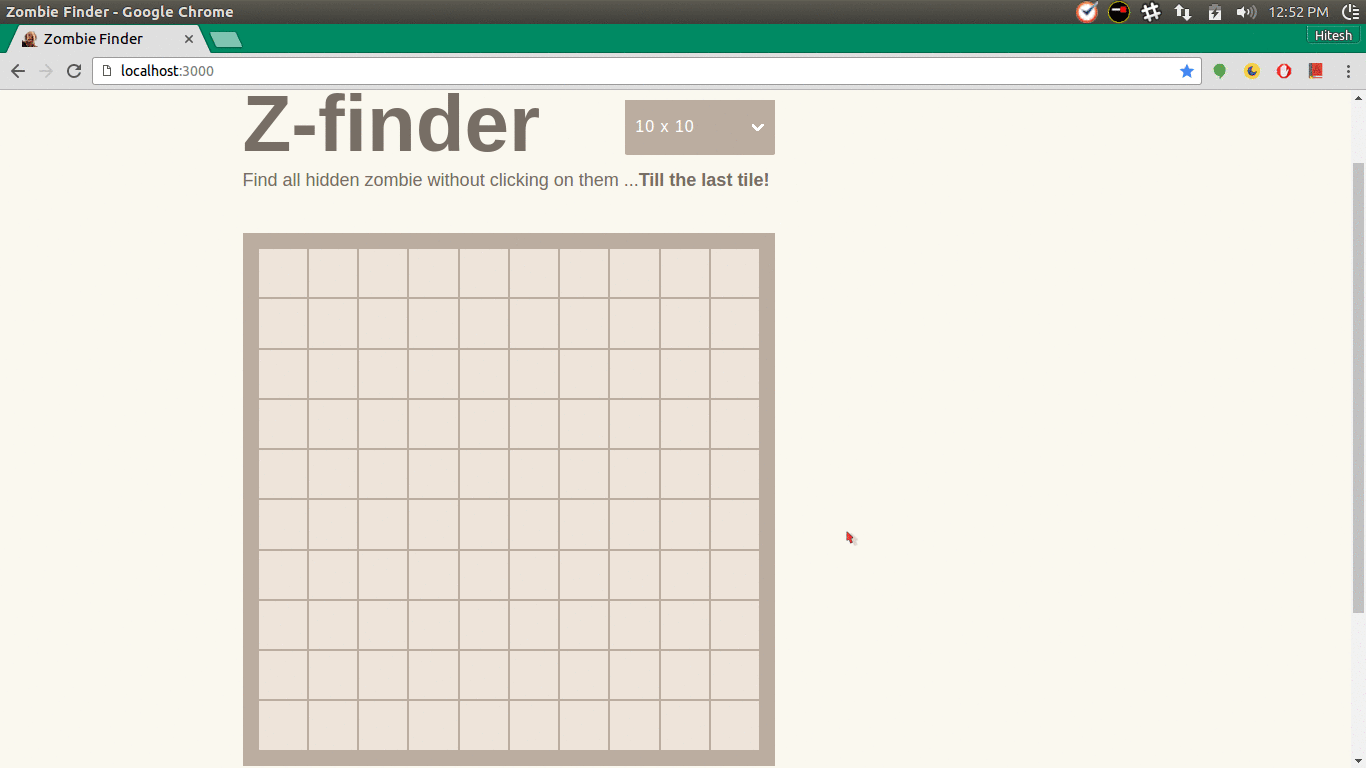 Zombie Finder - Google Chrome
12:52 PM
Zombie Finder
Hitesh
localhost:3000
Z-finder
10 x 10
Find all hidden zombie without clicking on them ...Till the last tile!